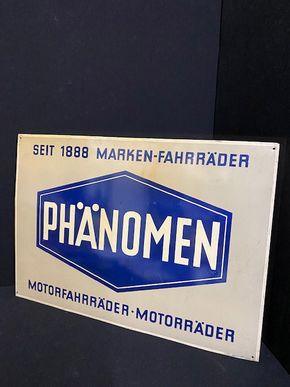 SEIT 1888 MARKEN-FAHRRÄDER
PHÄNOMEN
MOTORFAHRRÄDER·MOTORRÄDER